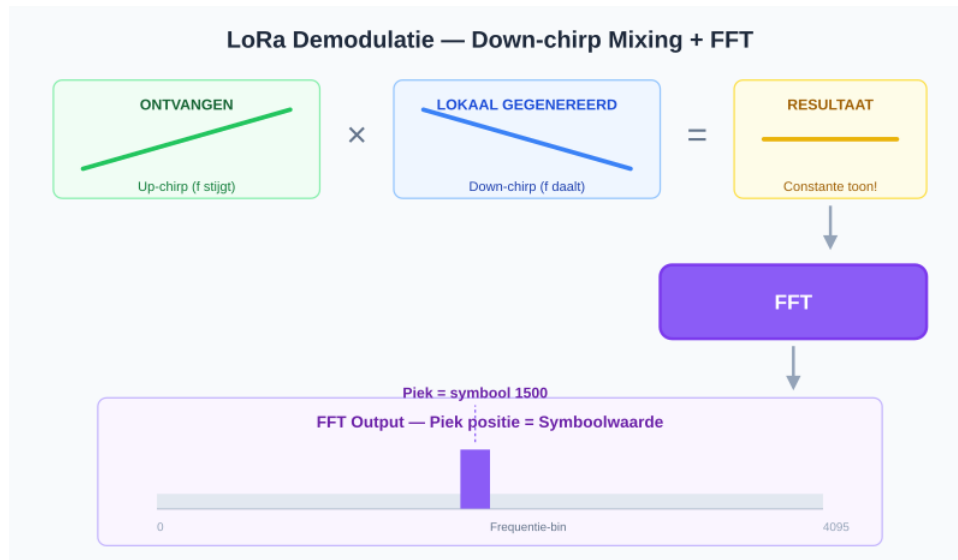 LoRa Demodulatie — Down-chirp Mixing + FFT
ONTVANGEN
Up-chirp (f stijgt)
×
LOKAAL GEGENEREERD
Down-chirp (f daalt)
=
RESULTAAT
Constante toon!
FFT
Piek = symbool 1500
FFT Output — Piek positie = Symboolwaarde
0
Frequentie-bin
4095